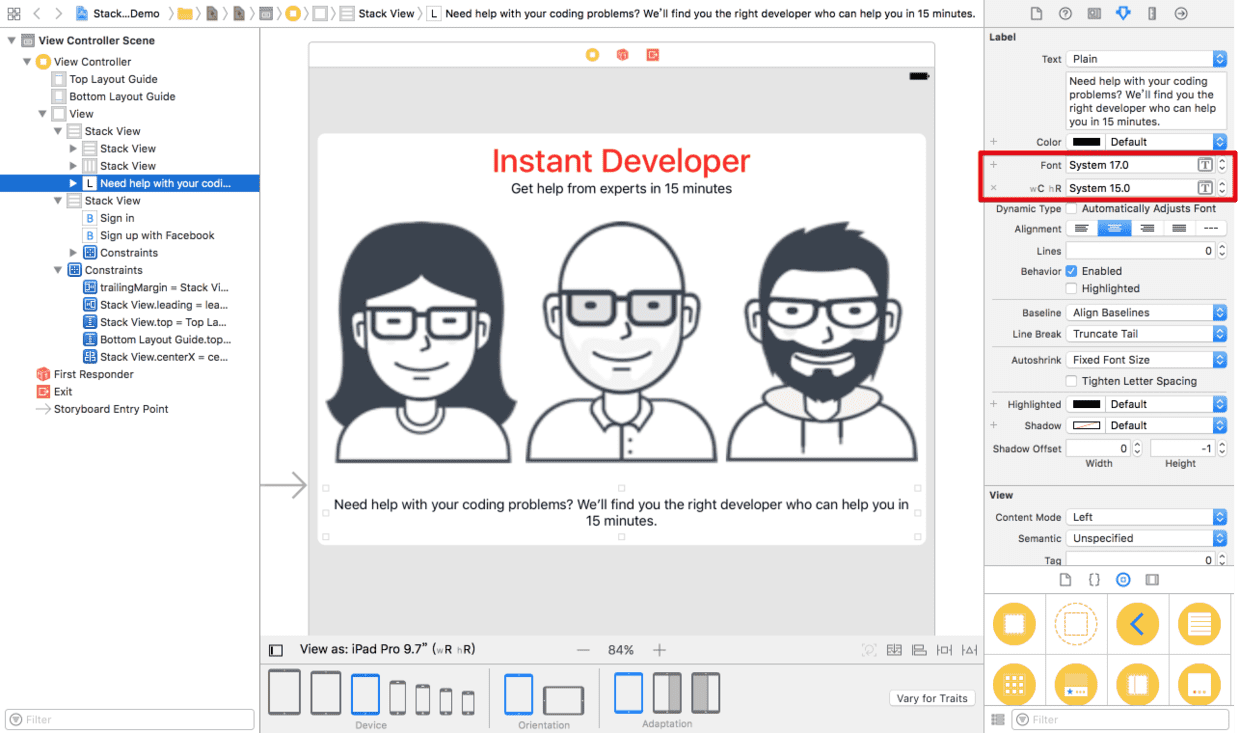 Stack...Demo Stack View L Need help with your coding problems? We'll find you the right developer who can help you in 15 minutes.
View Controller Scene
View Controller
Top Layout Guide
Bottom Layout Guide
View
Stack View
Stack View
Stack View
L Need help with your codi...
Stack View
B Sign in
B Sign up with Facebook
Constraints
Constraints
trailingMargin = Stack Vi...
Stack View.leading = lea...
Stack View.top = Top La...
Bottom Layout Guide.top...
Stack View.centerX = ce...
First Responder
Exit
Storyboard Entry Point
Filter
Instant Developer
Get help from experts in 15 minutes
Need help with your coding problems? We'll find you the right developer who can help you in
15 minutes.
View as: iPad Pro 9.7" (wR hR)
84%
Device
Orientation
Adaptation
Vary for Traits
Label
Text Plain
Need help with your coding
problems? We'll find you the
right developer who can help
you in 15 minutes.
+ Color Default
+ Font System 17.0 T
× wC hR System 15.0 T
Dynamic Type Automatically Adjusts Font
Alignment
Lines 0
Behavior Enabled
Highlighted
Baseline Align Baselines
Line Break Truncate Tail
Autoshrink Fixed Font Size
Tighten Letter Spacing
+ Highlighted Default
+ Shadow Default
Shadow Offset 0 -1
Width Height
View
Content Mode Left
Semantic Unspecified
Tag 0
Filter